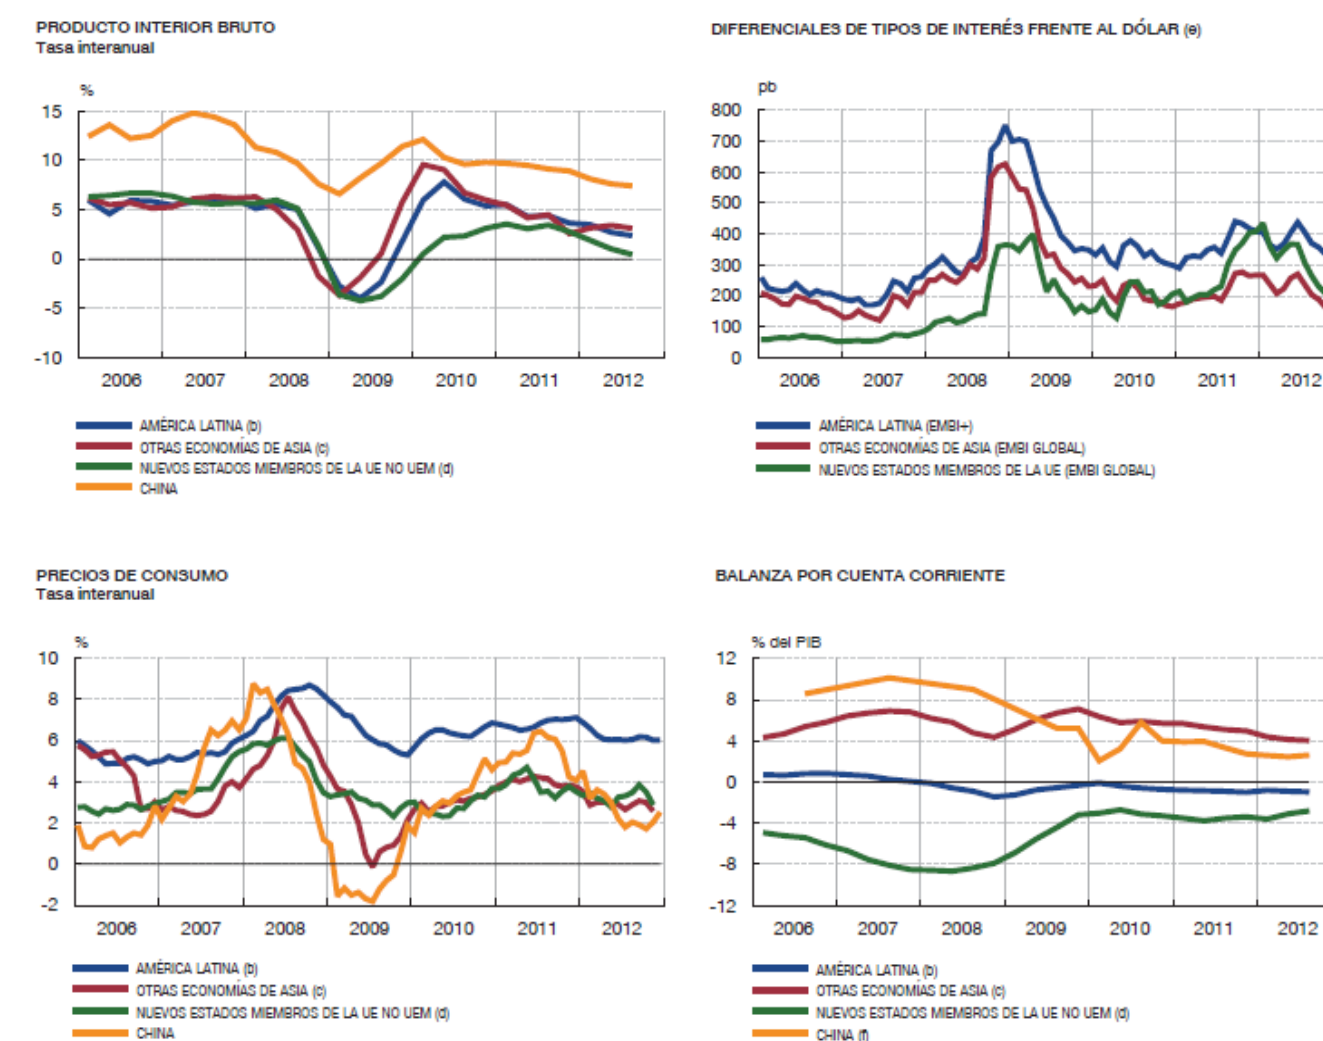 PRODUCTO INTERIOR BRUTO
Tasa interanual
%
15
10
5
0
-5
-10
2006 2007 2008 2009 2010 2011 2012
AMÉRICA LATINA (b)
OTRAS ECONOMÍAS DE ASIA (c)
NUEVOS ESTADOS MIEMBROS DE LA UE NO UEM (d)
CHINA
DIFERENCIALES DE TIPOS DE INTERÉS FRENTE AL DÓLAR (e)
pb
800
700
600
500
400
300
200
100
0
2006 2007 2008 2009 2010 2011 2012
AMÉRICA LATINA (EMBI+)
OTRAS ECONOMÍAS DE ASIA (EMBI GLOBAL)
NUEVOS ESTADOS MIEMBROS DE LA UE (EMBI GLOBAL)
PRECIOS DE CONSUMO
Tasa interanual
%
10
8
6
4
2
0
-2
2006 2007 2008 2009 2010 2011 2012
AMÉRICA LATINA (b)
OTRAS ECONOMÍAS DE ASIA (c)
NUEVOS ESTADOS MIEMBROS DE LA UE NO UEM (d)
CHINA
BALANZA POR CUENTA CORRIENTE
% del PIB
12
8
4
0
-4
-8
-12
2006 2007 2008 2009 2010 2011 2012
AMÉRICA LATINA (b)
OTRAS ECONOMÍAS DE ASIA (c)
NUEVOS ESTADOS MIEMBROS DE LA UE NO UEM (d)
CHINA (f)